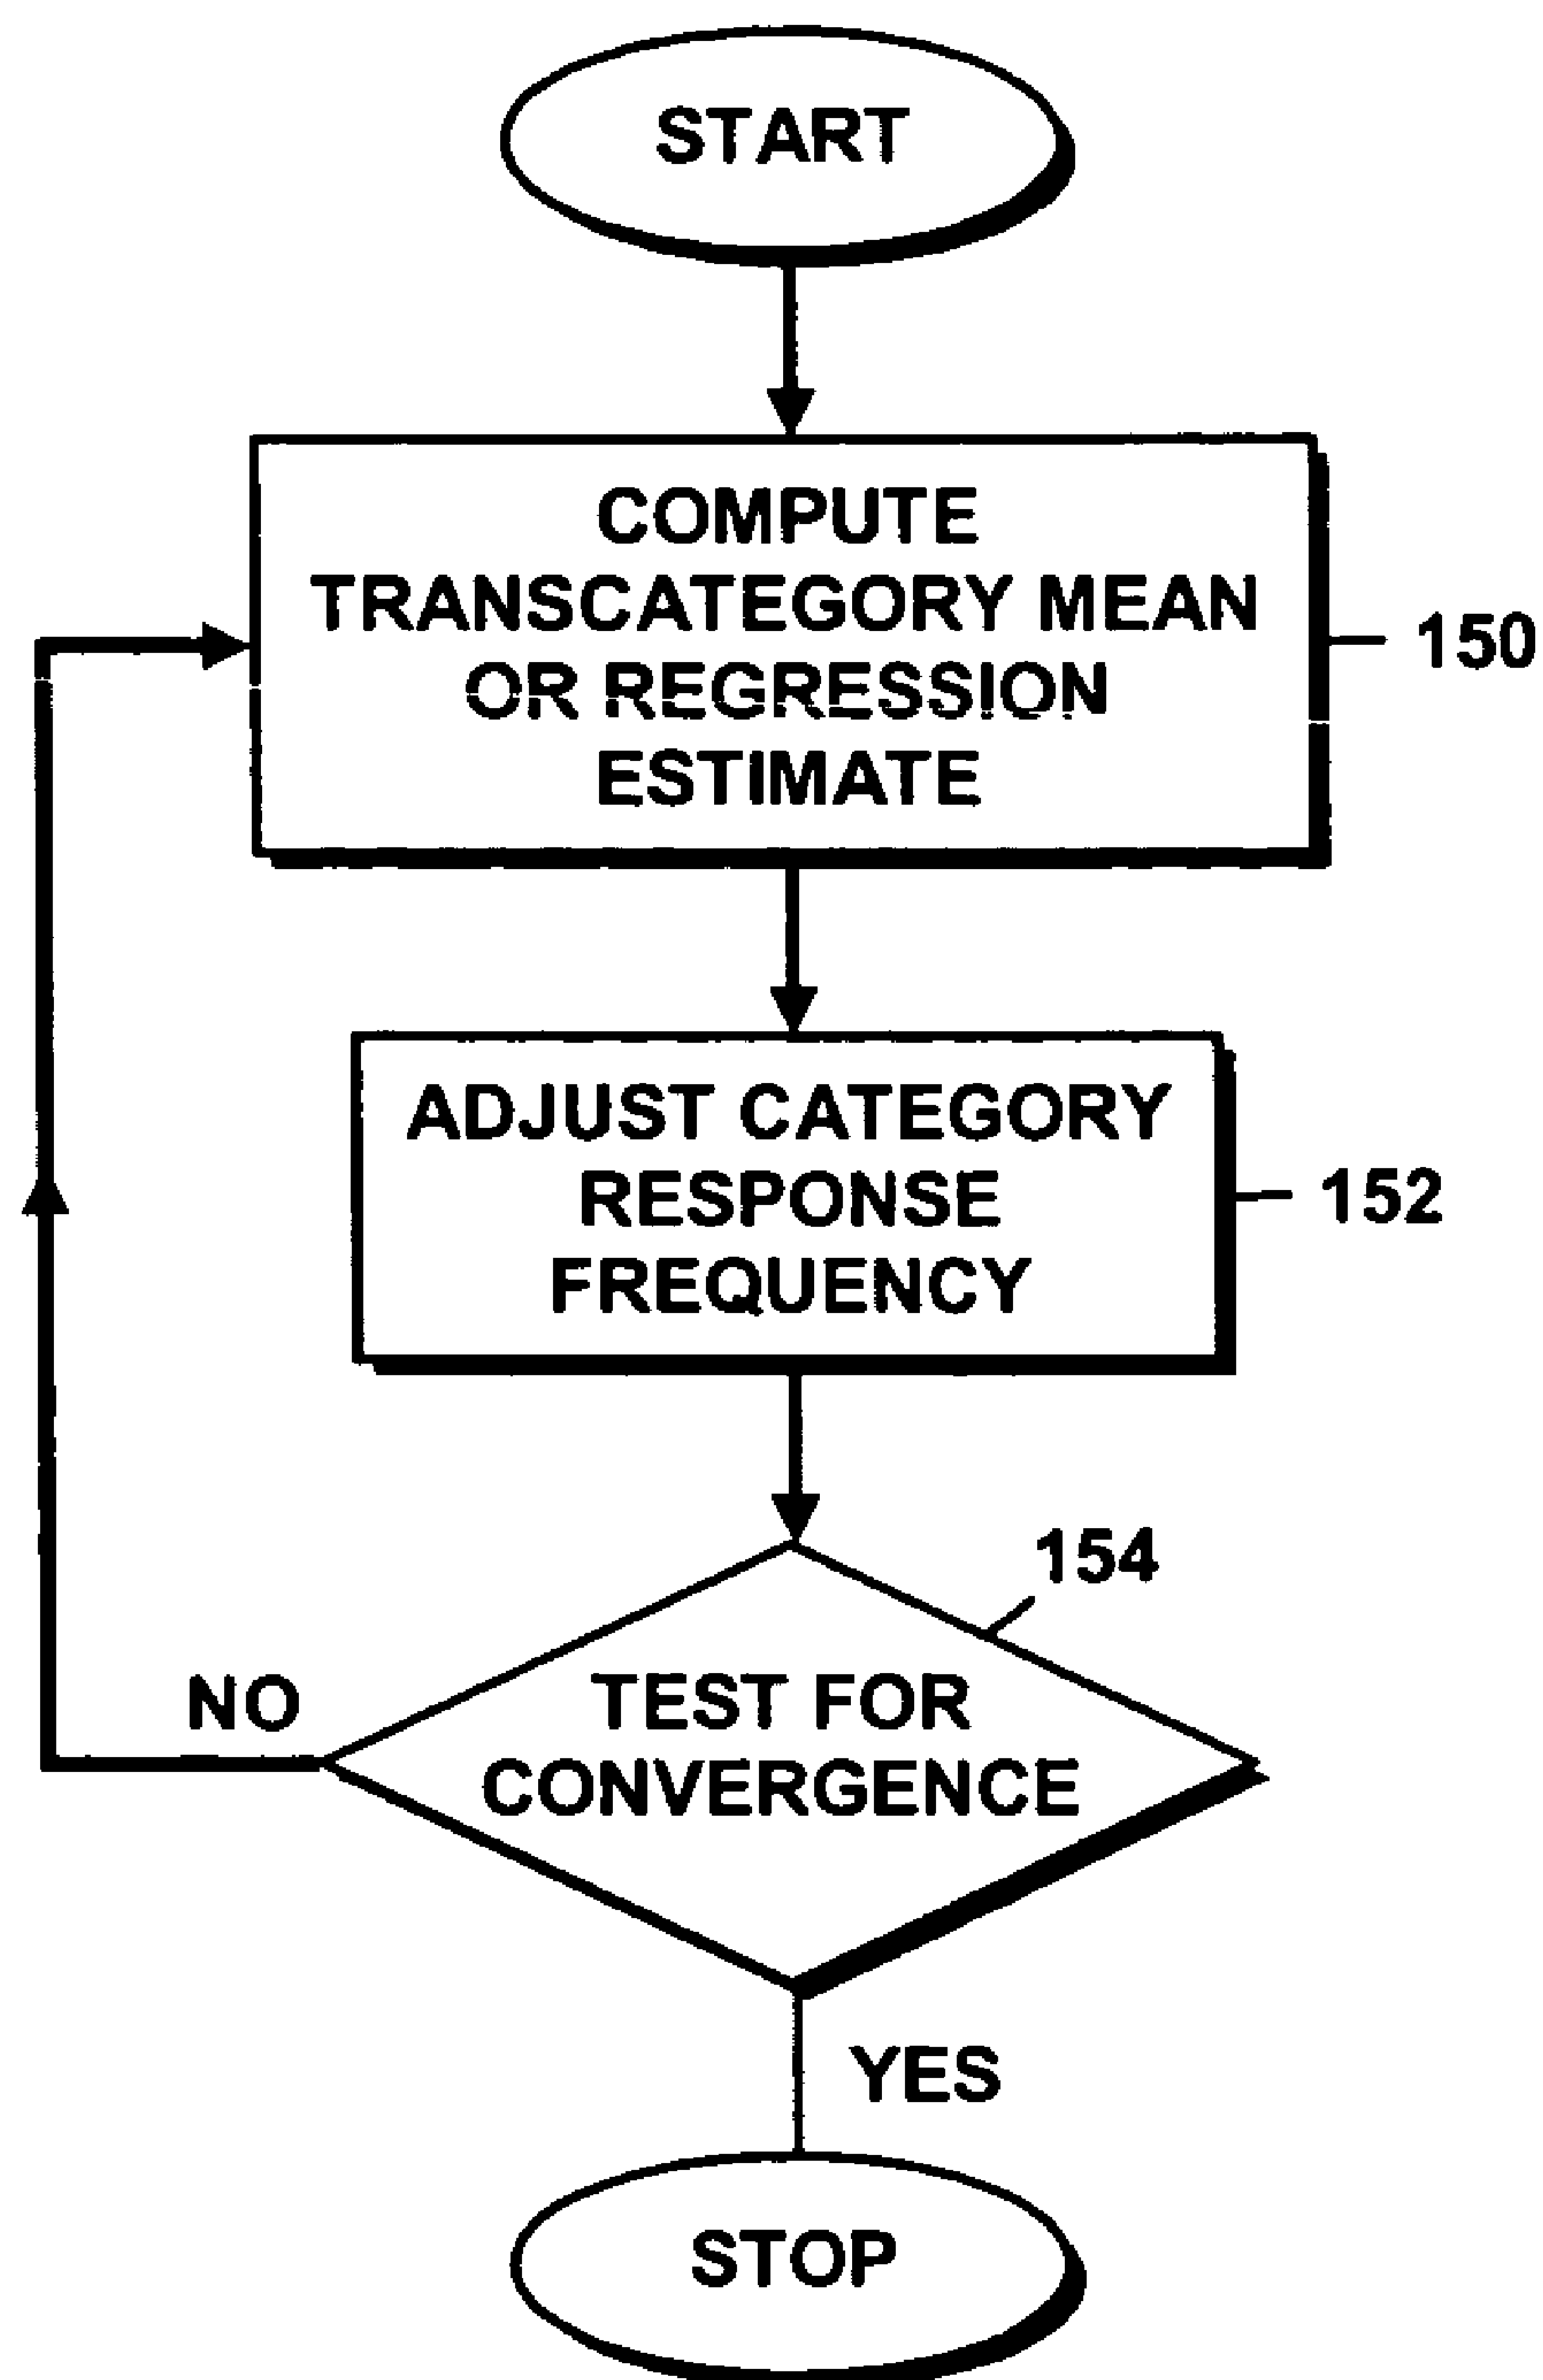 START
COMPUTE
TRANSCATEGORY MEAN
OR REGRESSION
ESTIMATE
150
ADJUST CATEGORY
RESPONSE
FREQUENCY
152
154
TEST FOR
CONVERGENCE
NO
YES
STOP